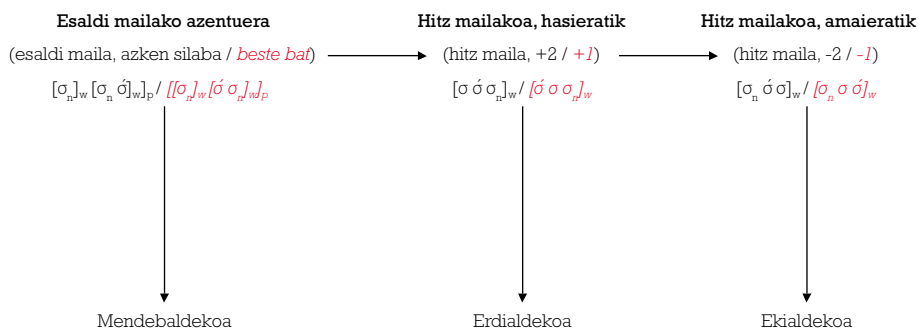 Esaldi mailako azentuera
(esaldi maila, azken silaba / beste bat)
[σₙ]w [σₙ σ́]w]p / [[σₙ]w [σ́ σₙ]w]p
Mendebaldekoa
Hitz mailakoa, hasieratik
(hitz maila, +2 / +1)
[σ σ́ σₙ]w / [σ́ σ σₙ]w
Erdialdekoa
Hitz mailakoa, amaieratik
(hitz maila, -2 / -1)
[σₙ σ́ σ]w / [σₙ σ σ́]w
Ekialdekoa